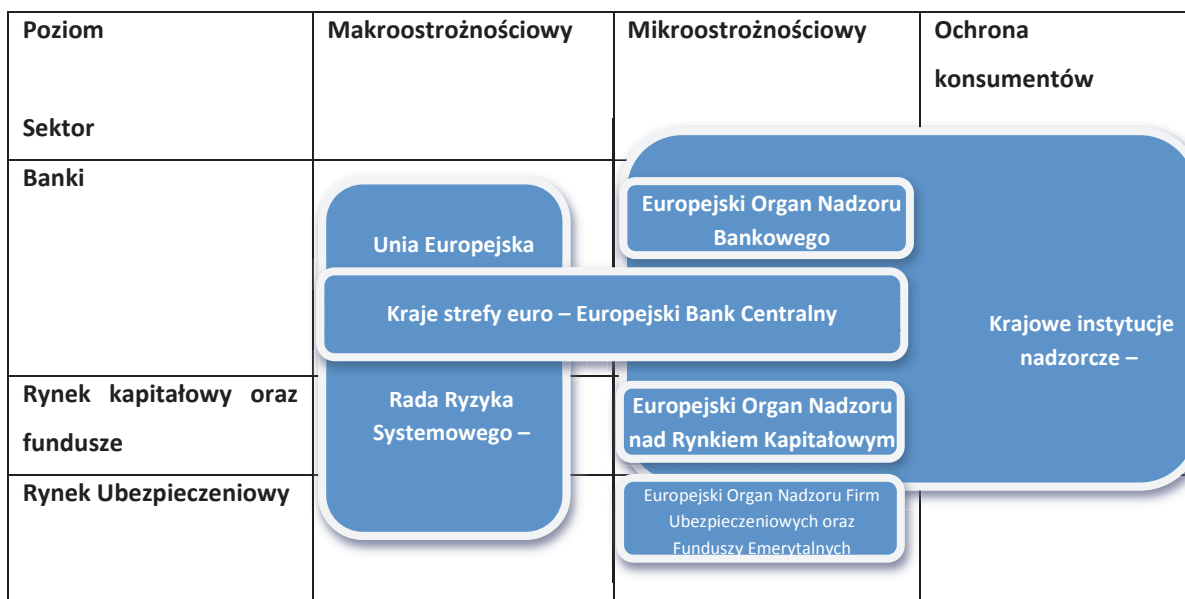 Poziom
Sektor
Makroostrożnościowy
Mikroostrożnościowy
Ochrona
konsumentów
Banki
Unia Europejska
Europejski Organ Nadzoru
Bankowego
Kraje strefy euro – Europejski Bank Centralny
Krajowe instytucje
nadzorcze –
Rynek kapitałowy oraz
fundusze
Rada Ryzyka
Systemowego –
Europejski Organ Nadzoru
nad Rynkiem Kapitałowym
Rynek Ubezpieczeniowy
Europejski Organ Nadzoru Firm
Ubezpieczeniowych oraz
Funduszy Emerytalnych